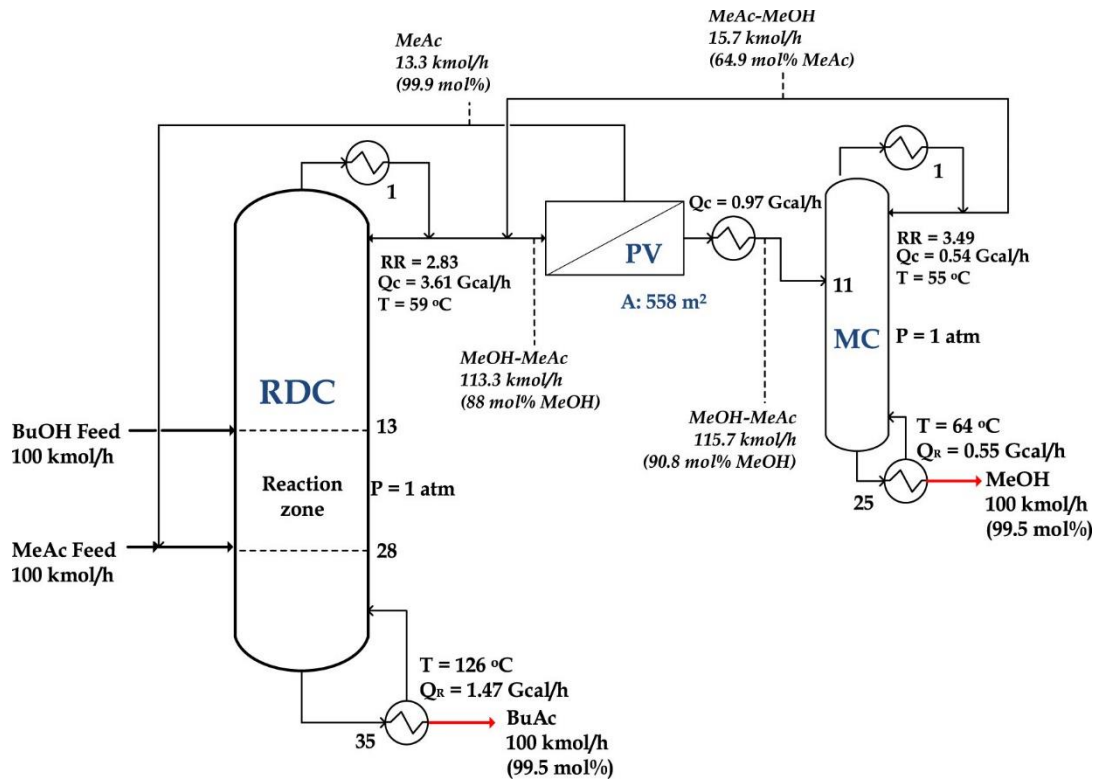 MeAc
13.3 kmol/h
(99.9 mol%)
MeAc-MeOH
15.7 kmol/h
(64.9 mol% MeAc)
1
1
Qc = 0.97 Gcal/h
PV
A: 558 m²
RR = 2.83
Qc = 3.61 Gcal/h
T = 59 °C
RR = 3.49
Qc = 0.54 Gcal/h
T = 55 °C
11
MC
P = 1 atm
MeOH-MeAc
113.3 kmol/h
(88 mol% MeOH)
RDC
MeOH-MeAc
115.7 kmol/h
(90.8 mol% MeOH)
BuOH Feed
100 kmol/h
13
T = 64 °C
QR = 0.55 Gcal/h
Reaction
zone
P = 1 atm
25
MeOH
100 kmol/h
(99.5 mol%)
MeAc Feed
100 kmol/h
28
T = 126 °C
QR = 1.47 Gcal/h
35
BuAc
100 kmol/h
(99.5 mol%)